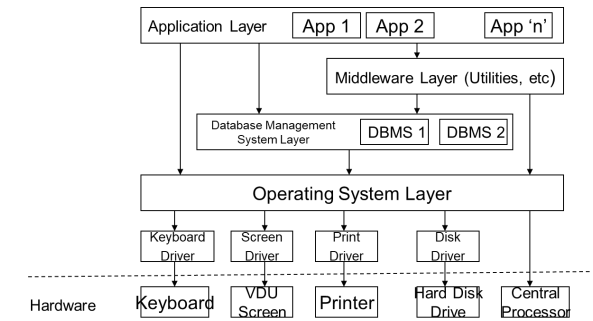 Application Layer App 1 App 2 App ‘n’
Middleware Layer (Utilities, etc)
Database Management
System Layer
DBMS 1 DBMS 2
Operating System Layer
Keyboard
Driver
Screen
Driver
Print
Driver
Disk
Driver
Hardware
Keyboard
VDU
Screen
Printer
Hard Disk
Drive
Central
Processor